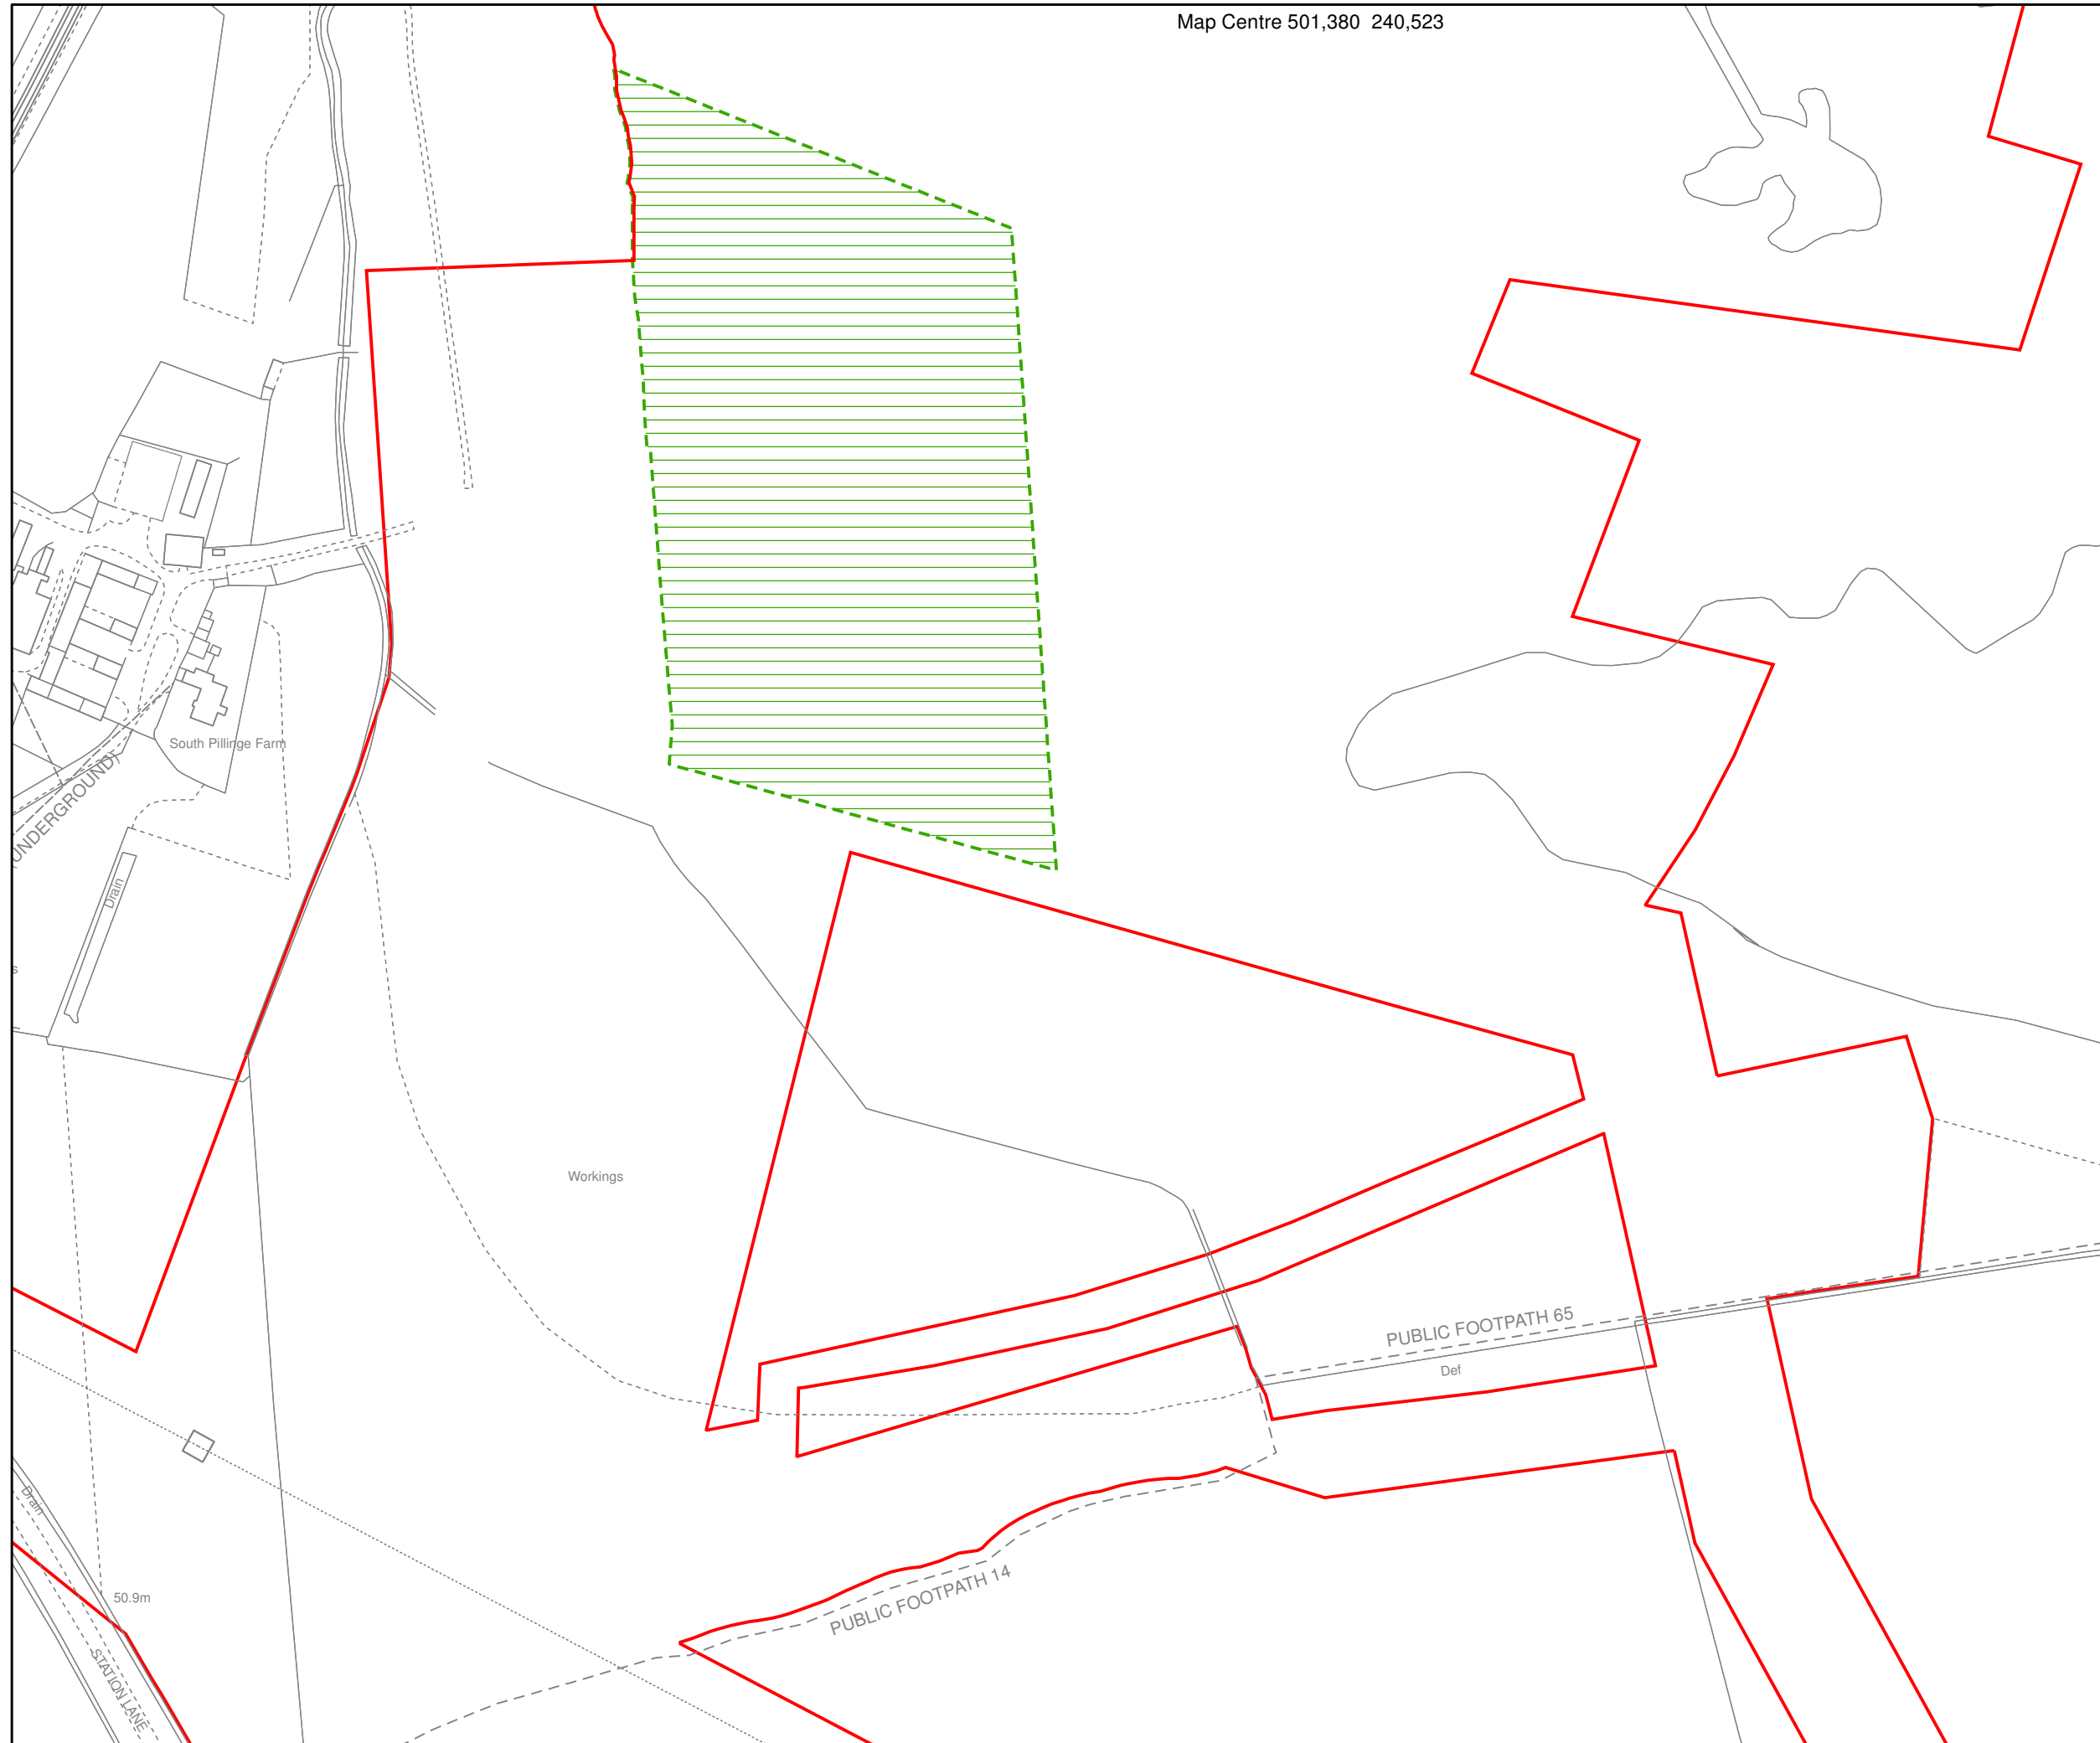 Map Centre 501,380 240,523
South Pillinge Farm
UNDERGROUND)
Drain
s
Workings
PUBLIC FOOTPATH 65
Def
Drain
PUBLIC FOOTPATH 14
50.9m
STATION LANE